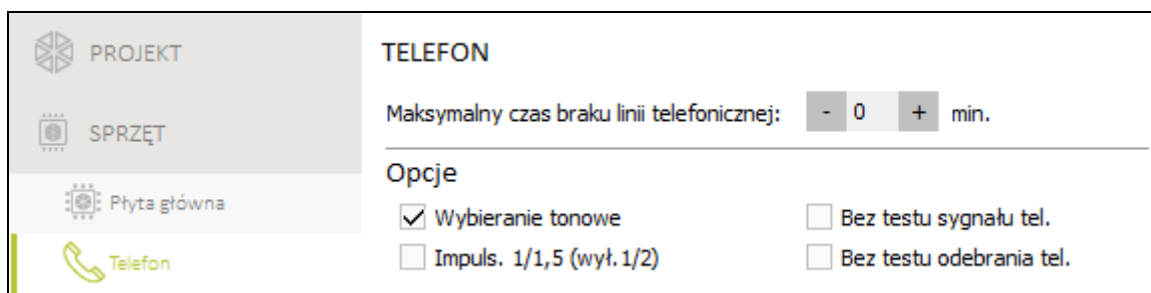 PROJEKT
SPRZĘT
Płyta główna
Telefon
TELEFON
Maksymalny czas braku linii telefonicznej: - 0 + min.
Opcje
Wybieranie tonowe
Bez testu sygnału tel.
Impuls. 1/1,5 (wył.1/2)
Bez testu odebrania tel.